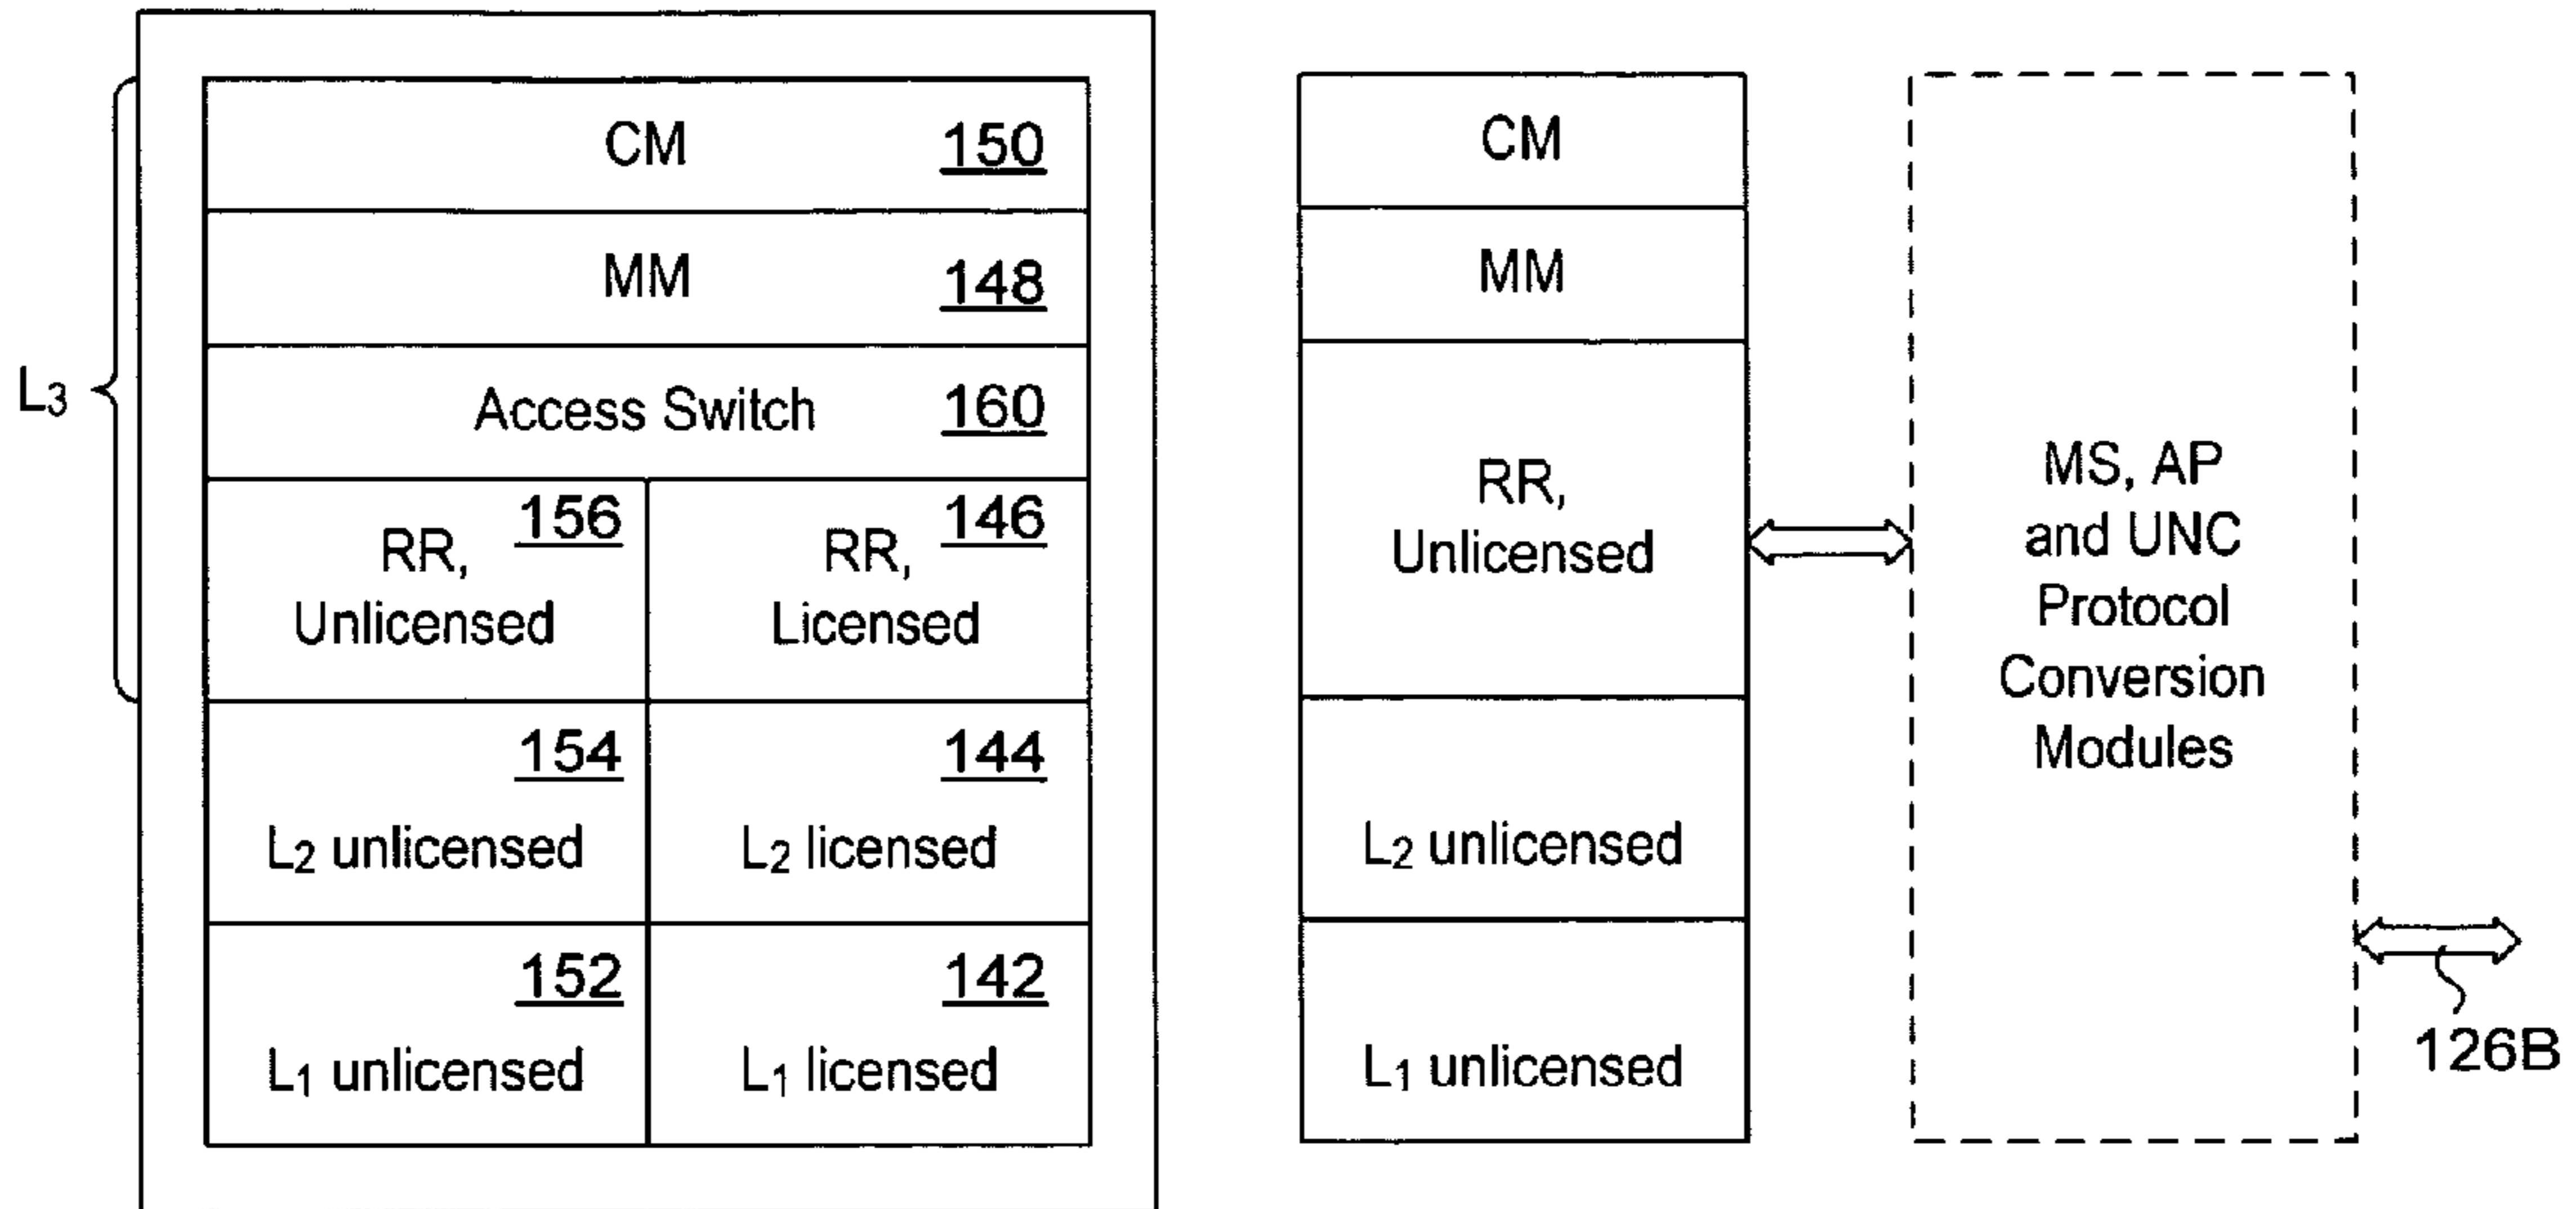 L3
CM 150
MM 148
Access Switch 160
RR, 156
Unlicensed
RR, 146
Licensed
154
L2 unlicensed
144
L2 licensed
152
L1 unlicensed
142
L1 licensed
CM
MM
RR,
Unlicensed
L2 unlicensed
L1 unlicensed
MS, AP
and UNC
Protocol
Conversion
Modules
126B